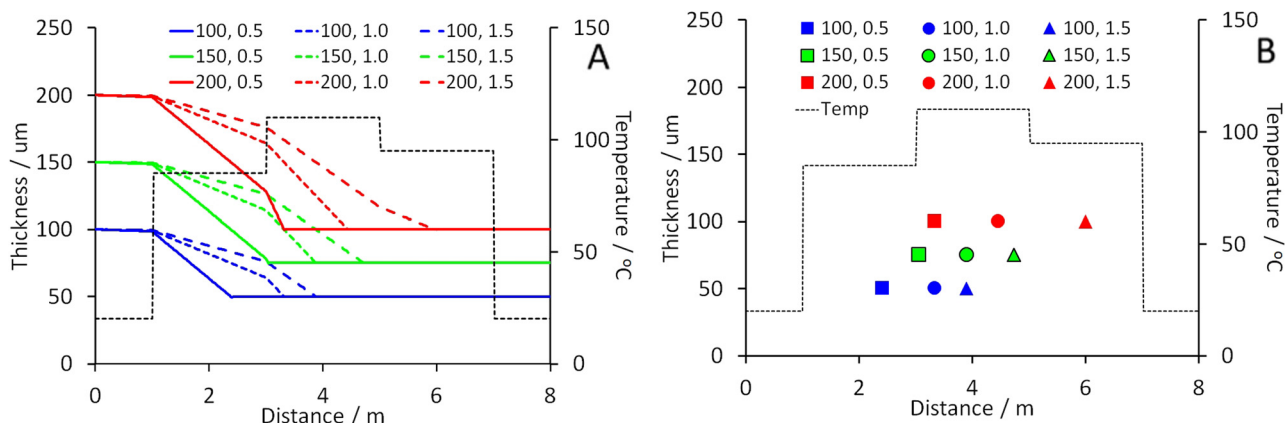 250
200
150
100
50
0
Thickness / um
100, 0.5 100, 1.0 100, 1.5
150, 0.5 150, 1.0 150, 1.5
200, 0.5 200, 1.0 200, 1.5
A
150
100
50
0
Temperature / °C
0 2 4 6 8
Distance / m
250
200
150
100
50
0
Thickness / um
100, 0.5 100, 1.0 100, 1.5
150, 0.5 150, 1.0 150, 1.5
200, 0.5 200, 1.0 200, 1.5
Temp
B
150
100
50
0
Temperature / °C
0 2 4 6 8
Distance / m